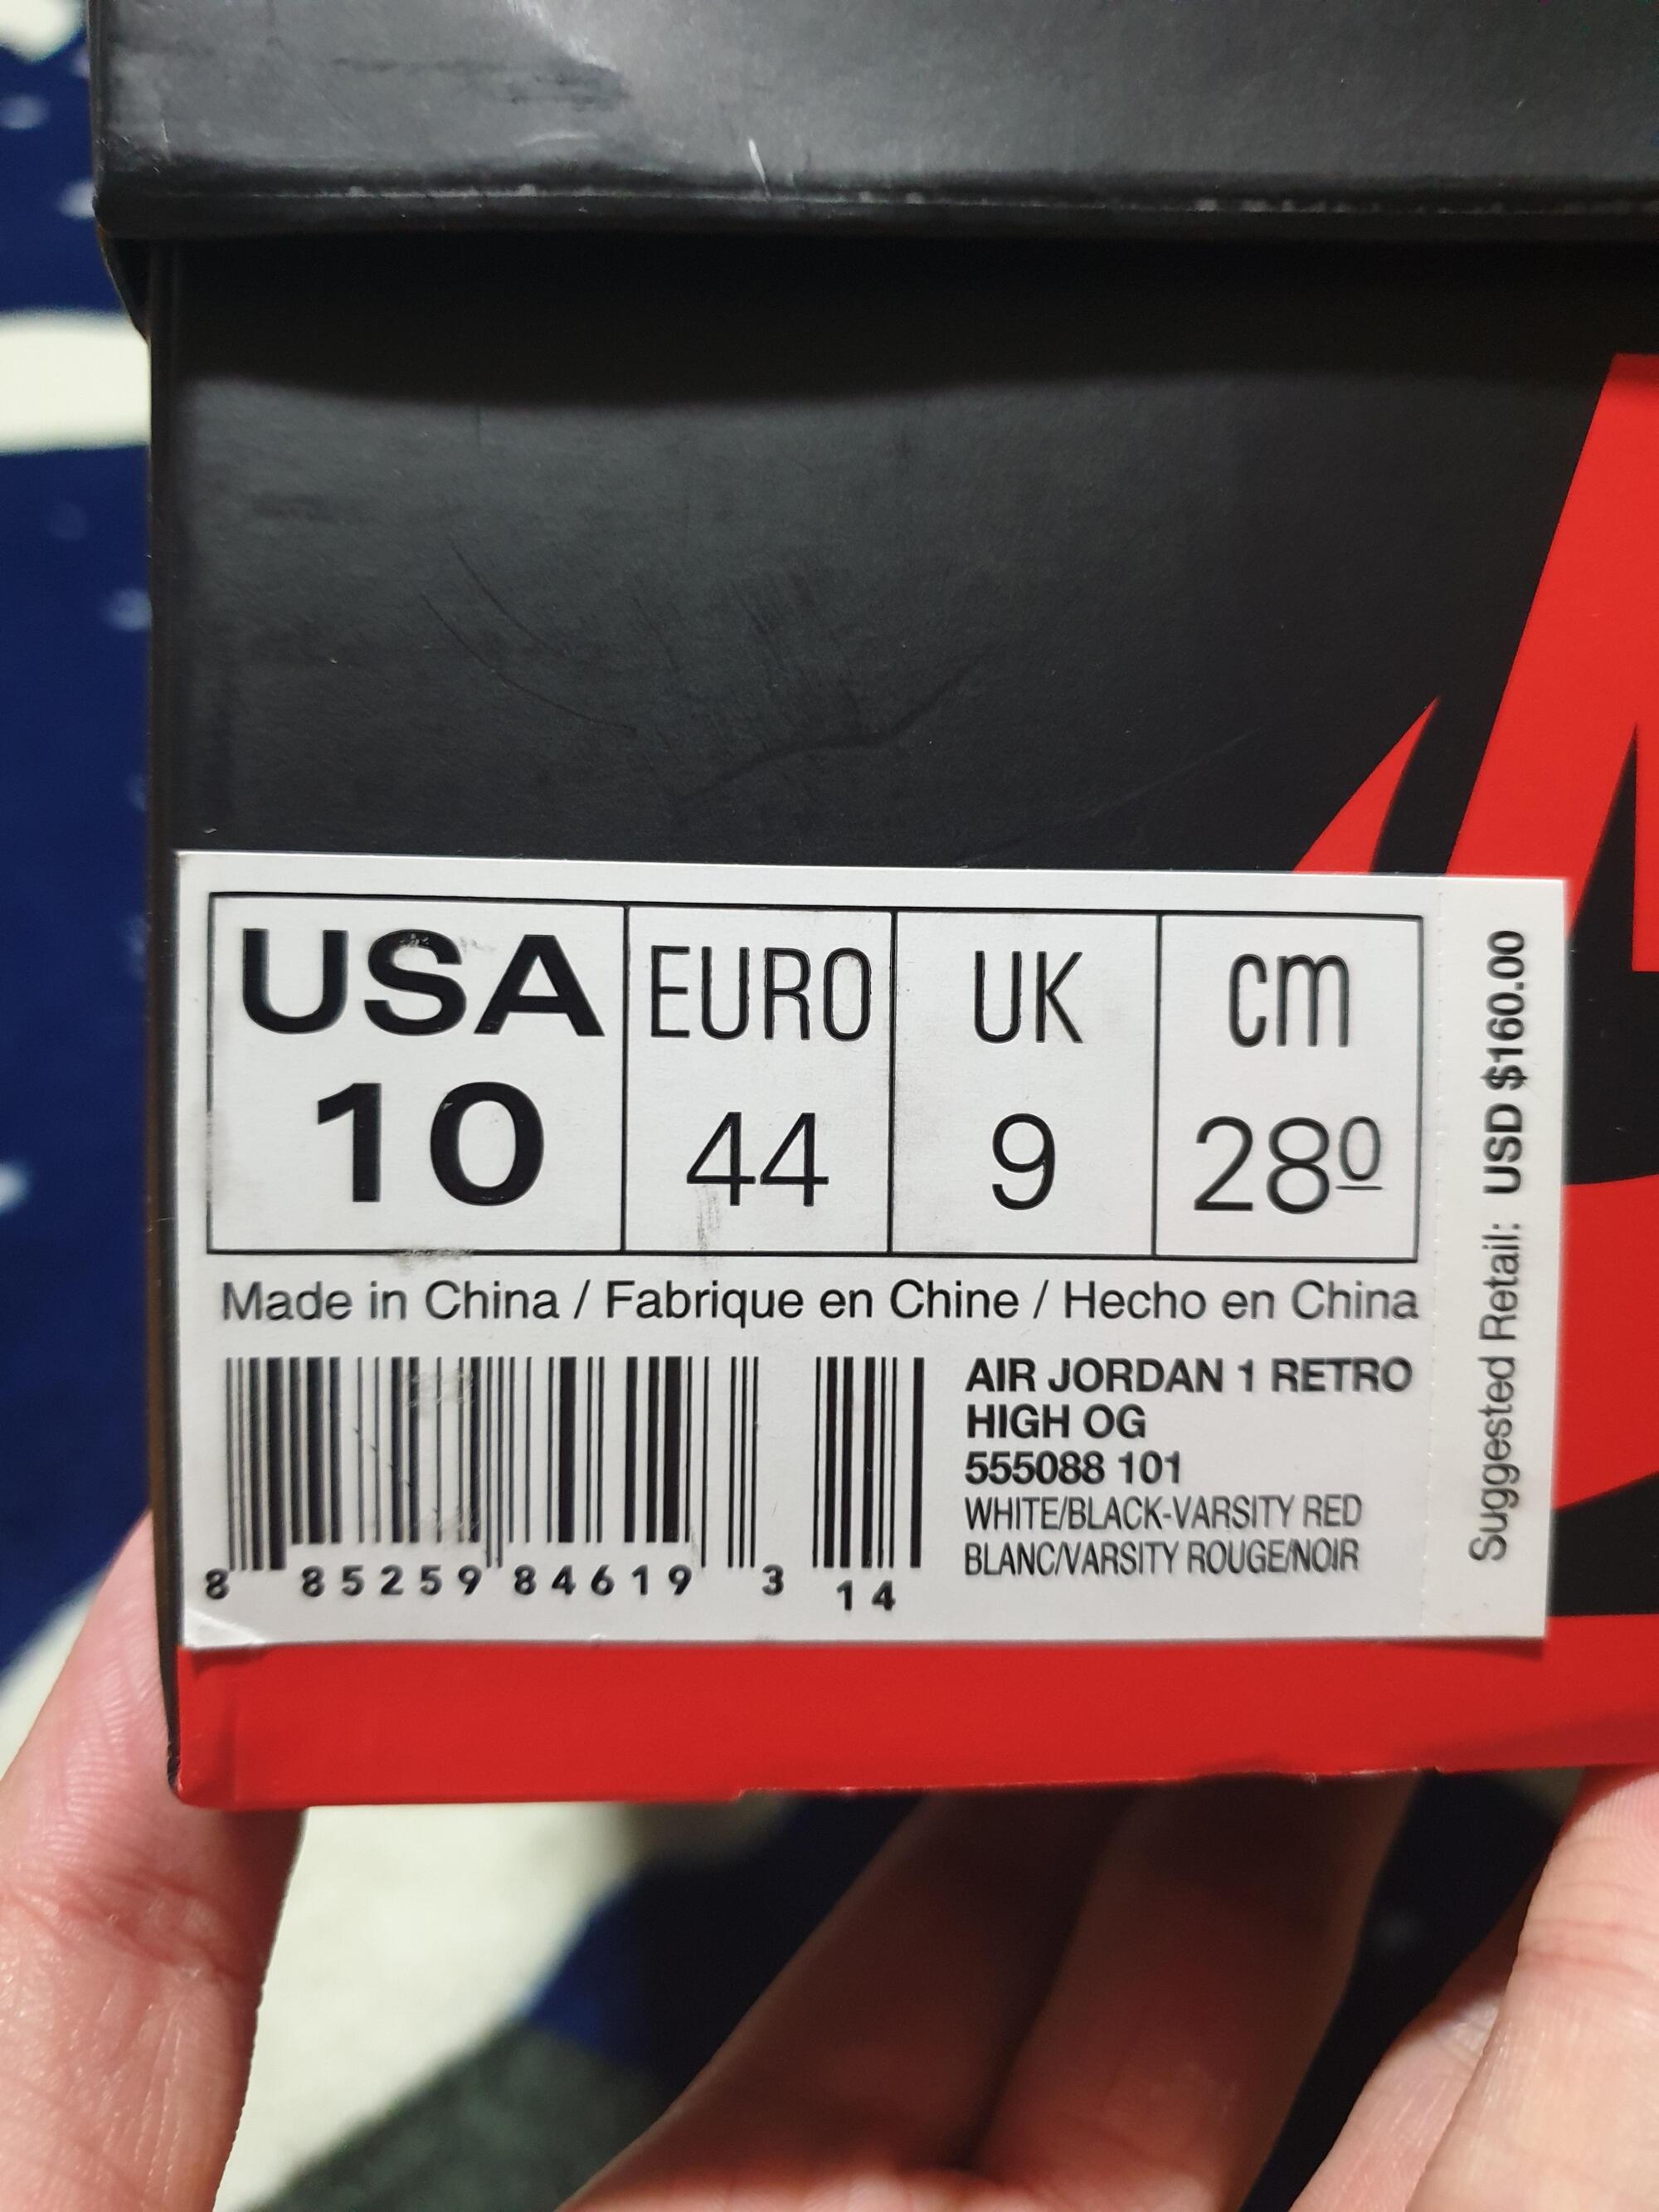 USA EURO UK cm
10 44 9 28 0
Made in China / Fabrique en Chine / Hecho en China
AIR JORDAN 1 RETRO
HIGH OG
555088 101
WHITE/BLACK-VARSITY RED
BLANC/VARSITY ROUGE/NOIR
8 85259 84619 3 14
Suggested Retail: USD $160.00